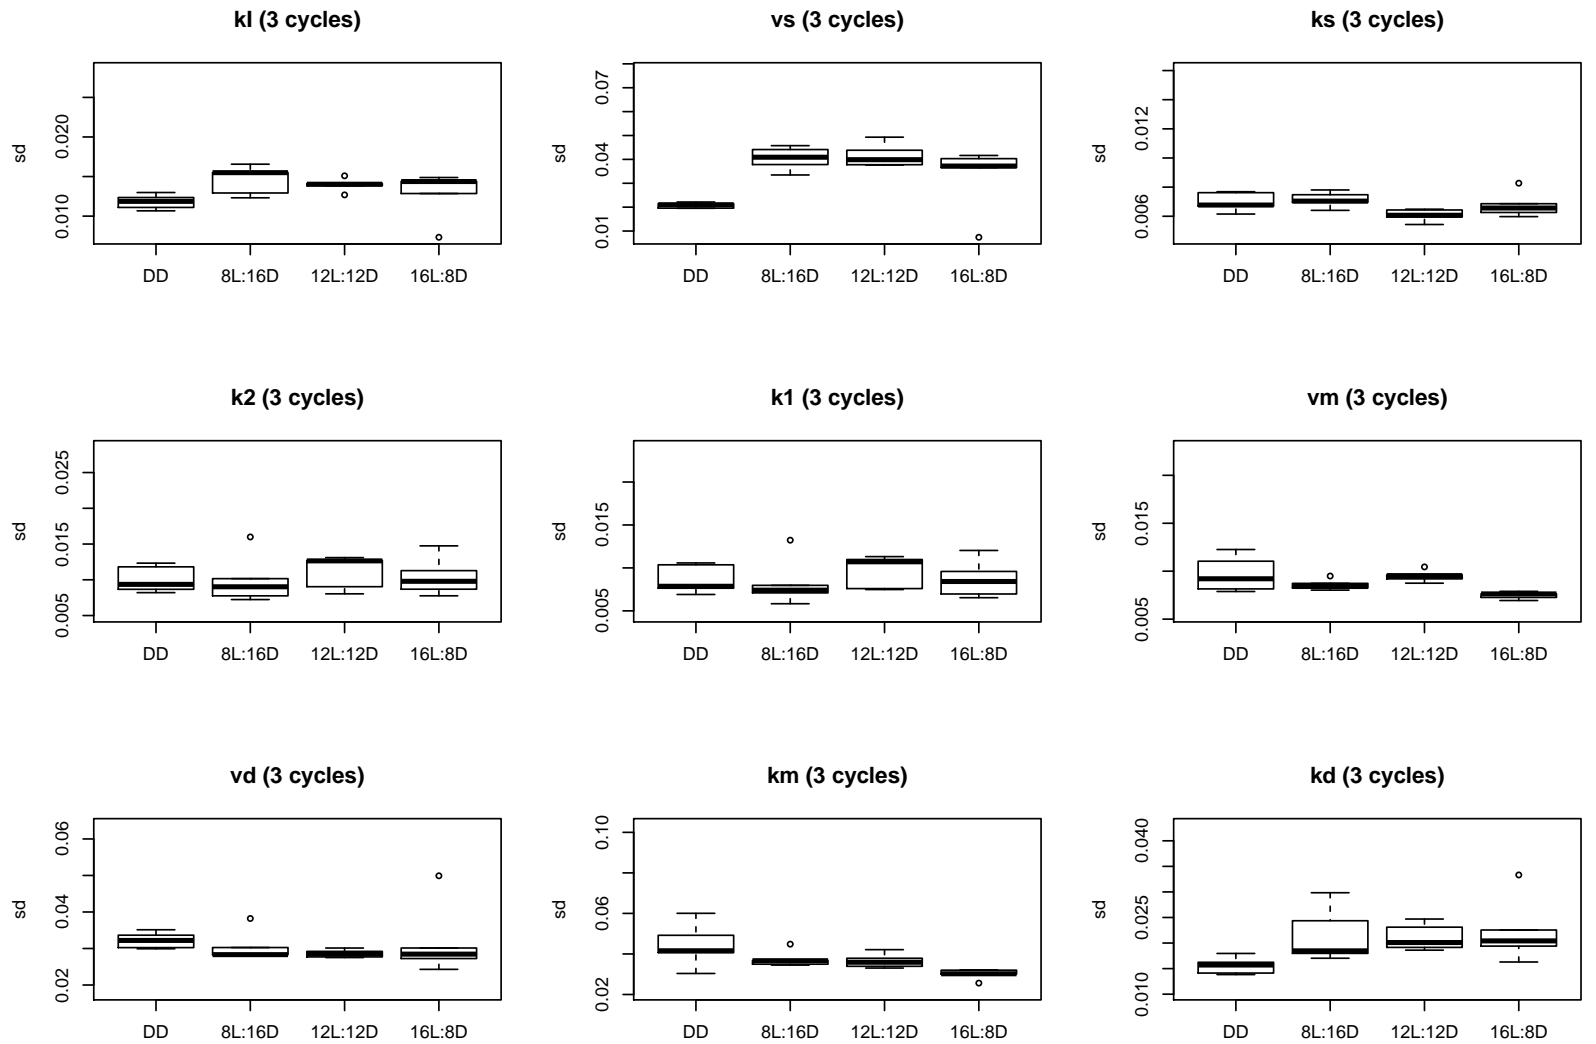 kl (3 cycles)
sd
0.020
0.010
DD 8L:16D 12L:12D 16L:8D
vs (3 cycles)
sd
0.07
0.04
0.01
DD 8L:16D 12L:12D 16L:8D
ks (3 cycles)
sd
0.012
0.006
DD 8L:16D 12L:12D 16L:8D
k2 (3 cycles)
sd
0.025
0.015
0.005
DD 8L:16D 12L:12D 16L:8D
k1 (3 cycles)
sd
0.015
0.005
DD 8L:16D 12L:12D 16L:8D
vm (3 cycles)
sd
0.015
0.005
DD 8L:16D 12L:12D 16L:8D
vd (3 cycles)
sd
0.06
0.04
0.02
DD 8L:16D 12L:12D 16L:8D
km (3 cycles)
sd
0.10
0.06
0.02
DD 8L:16D 12L:12D 16L:8D
kd (3 cycles)
sd
0.040
0.025
0.010
DD 8L:16D 12L:12D 16L:8D